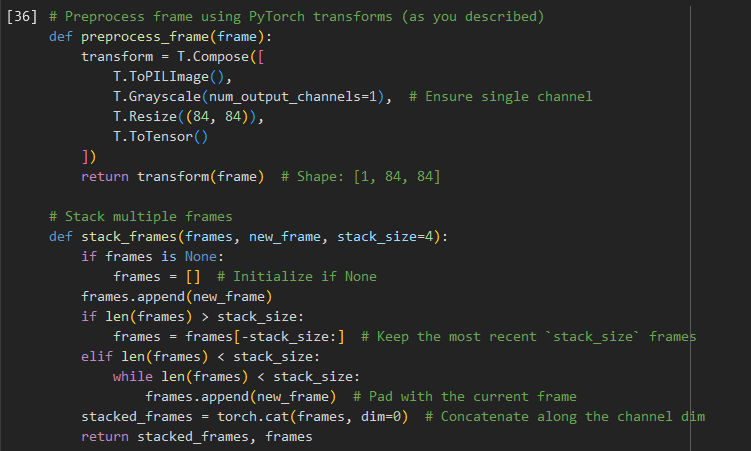 [36] # Preprocess frame using PyTorch transforms (as you described)
def preprocess_frame(frame):
    transform = T.Compose([
        T.ToPILImage(),
        T.Grayscale(num_output_channels=1),  # Ensure single channel
        T.Resize((84, 84)),
        T.ToTensor()
    ])
    return transform(frame)  # Shape: [1, 84, 84]

# Stack multiple frames
def stack_frames(frames, new_frame, stack_size=4):
    if frames is None:
        frames = []  # Initialize if None
    frames.append(new_frame)
    if len(frames) > stack_size:
        frames = frames[-stack_size:]  # Keep the most recent `stack_size` frames
    elif len(frames) < stack_size:
        while len(frames) < stack_size:
            frames.append(new_frame)  # Pad with the current frame
    stacked_frames = torch.cat(frames, dim=0)  # Concatenate along the channel dim
    return stacked_frames, frames